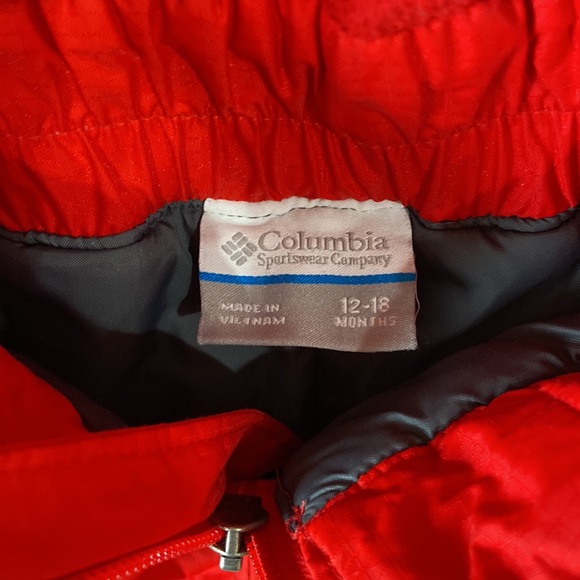 Columbia
Sportswear Company
MADE IN
VIETNAM
12-18
MONTHS